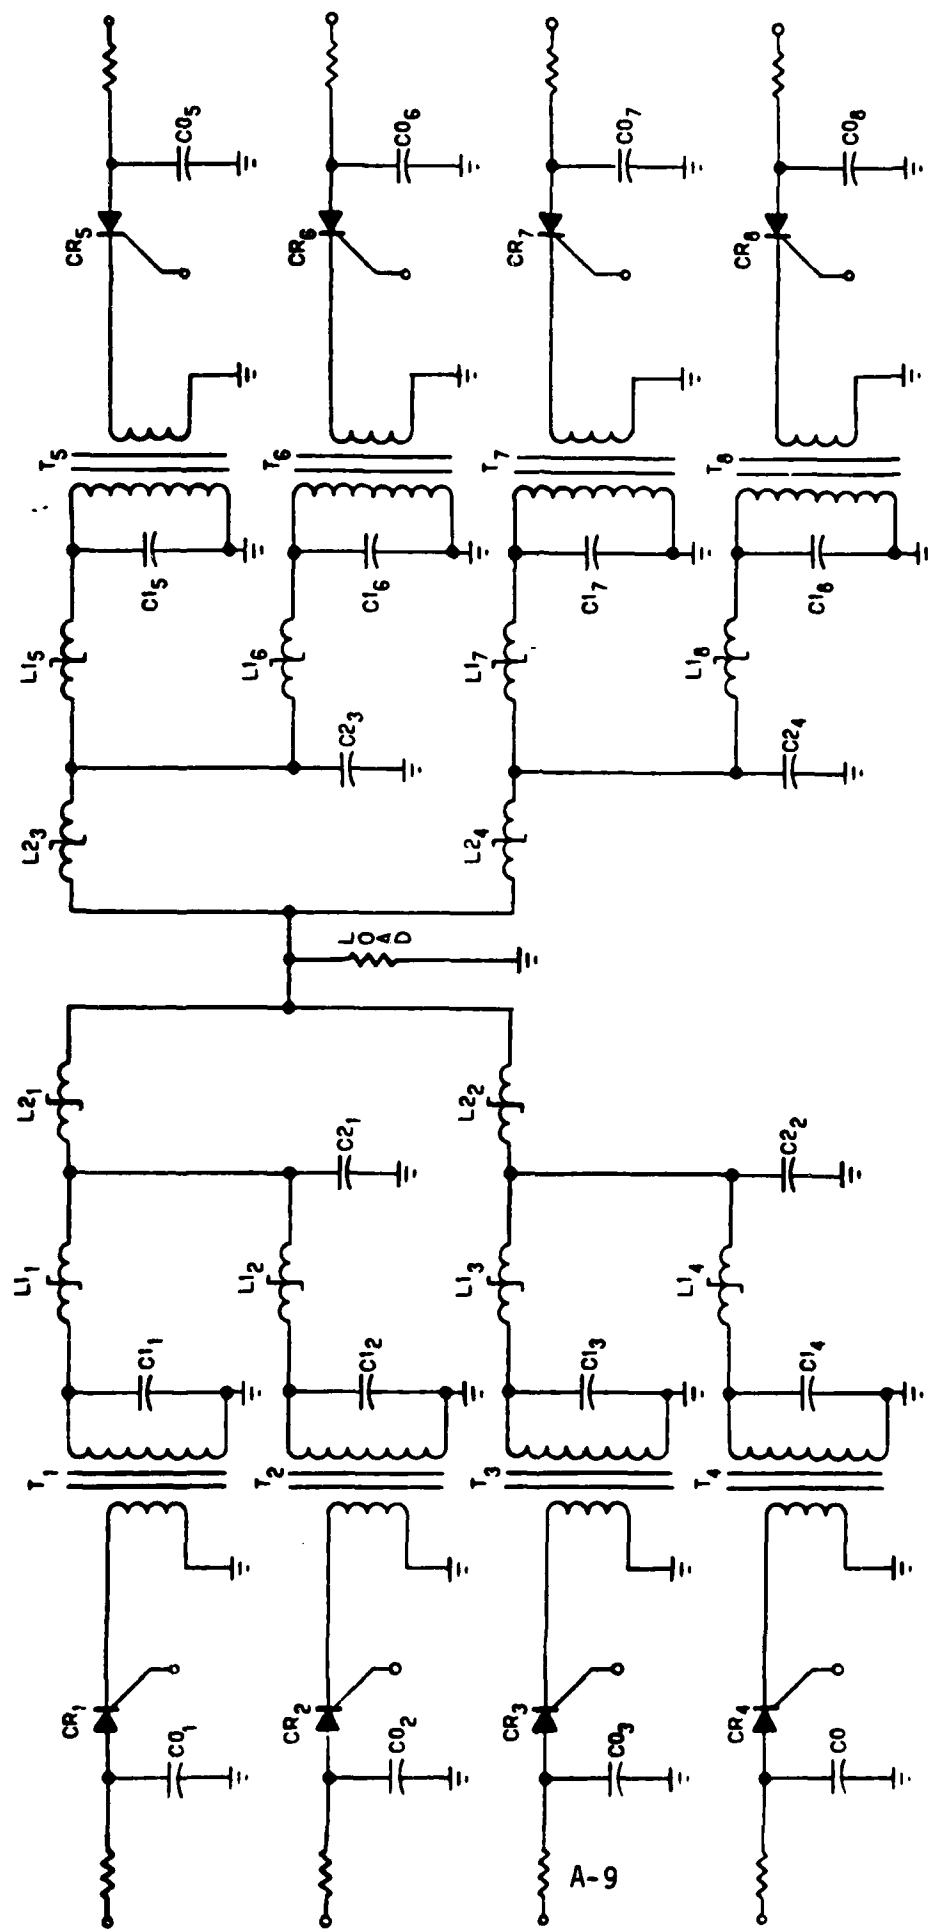 CR₅
CO₅
T₅
C1₅
L1₅
L2₃
CR₆
CO₆
T₆
C1₆
L1₆
C2₃
CR₇
CO₇
T₇
C1₇
L1₇
L2₄
CR₈
CO₈
T₈
C1₈
L1₈
C2₄
LOAD
L2₁
L1₁
C1₁
T₁
CR₁
CO₁
C2₁
L1₂
C1₂
T₂
CR₂
CO₂
L2₂
L1₃
C1₃
T₃
CR₃
CO₃
C2₂
L1₄
C1₄
T₄
CR₄
CO
A-9